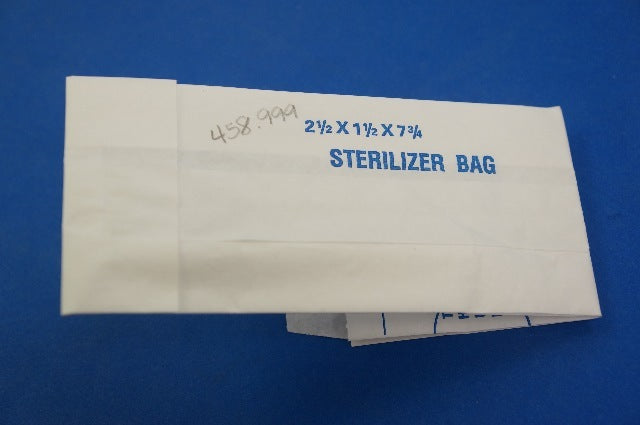 458.999
2½ X 1½ X 7¾
STERILIZER BAG